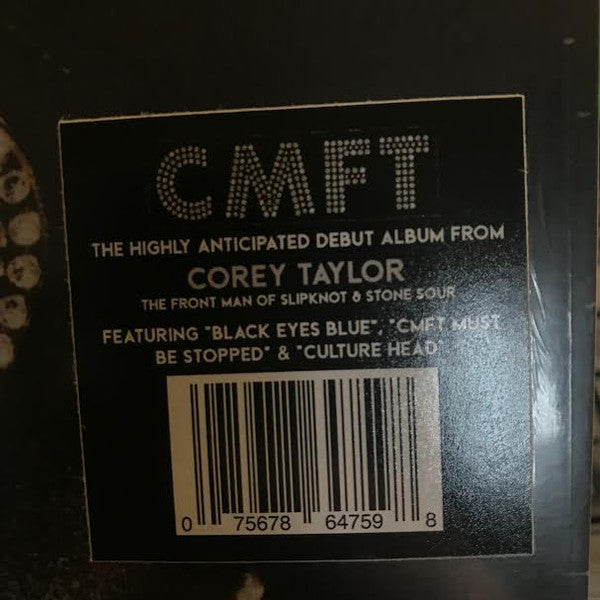 CMFT
THE HIGHLY ANTICIPATED DEBUT ALBUM FROM
COREY TAYLOR
THE FRONT MAN OF SLIPKNOT & STONE SOUR
FEATURING "BLACK EYES BLUE", "CMFT MUST
BE STOPPED" & "CULTURE HEAD"
0 75678 64759 8